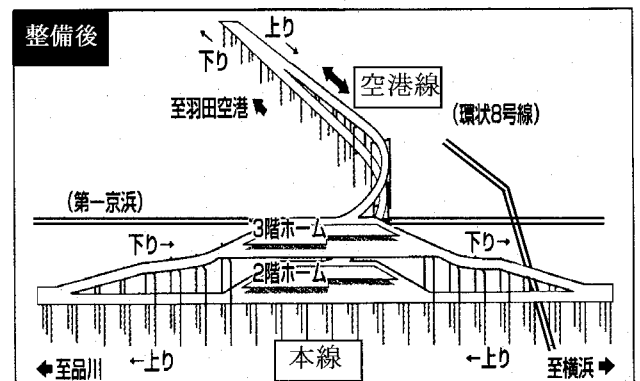 整備後
上り
下り
空港線
至羽田空港
(環状8号線)
(第一京浜)
3階ホーム
下り→
下り→
2階ホーム
至品川
←上り
本線
←上り
至横浜